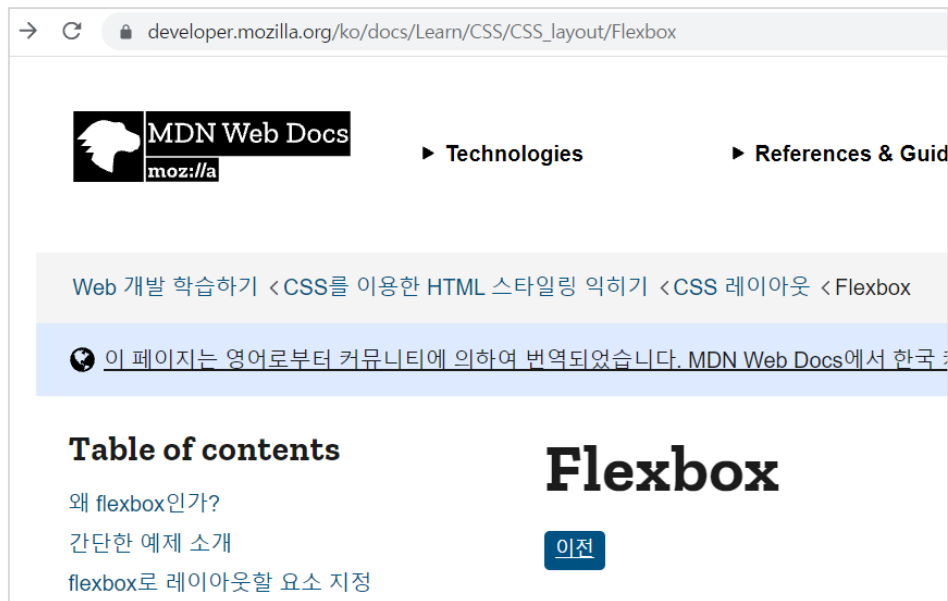 developer.mozilla.org/ko/docs/Learn/CSS/CSS_layout/Flexbox
MDN Web Docs
moz://a
Technologies
References & Guid
Web 개발 학습하기 < CSS를 이용한 HTML 스타일링 익히기 < CSS 레이아웃 < Flexbox
이 페이지는 영어로부터 커뮤니티에 의하여 번역되었습니다. MDN Web Docs에서 한국
Table of contents
Flexbox
왜 flexbox인가?
이전
간단한 예제 소개
flexbox로 레이아웃할 요소 지정